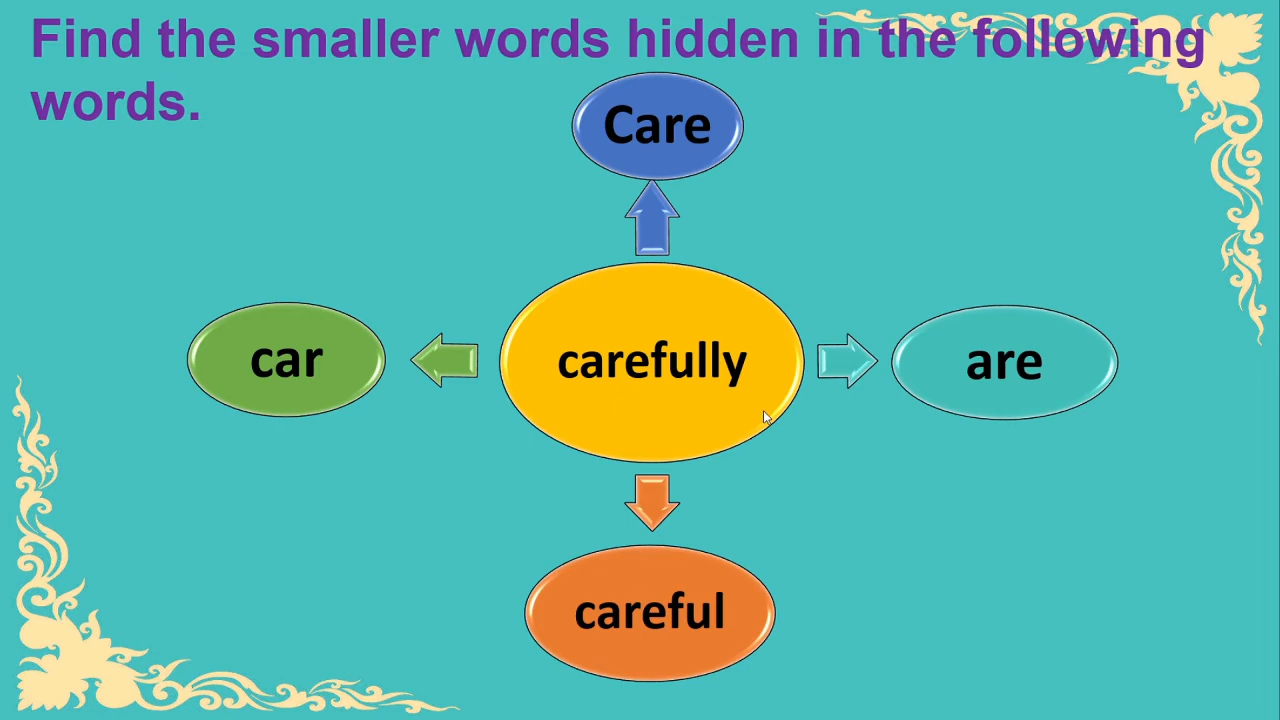 Find the smaller words hidden in the following
words.
Care
car
carefully
are
careful